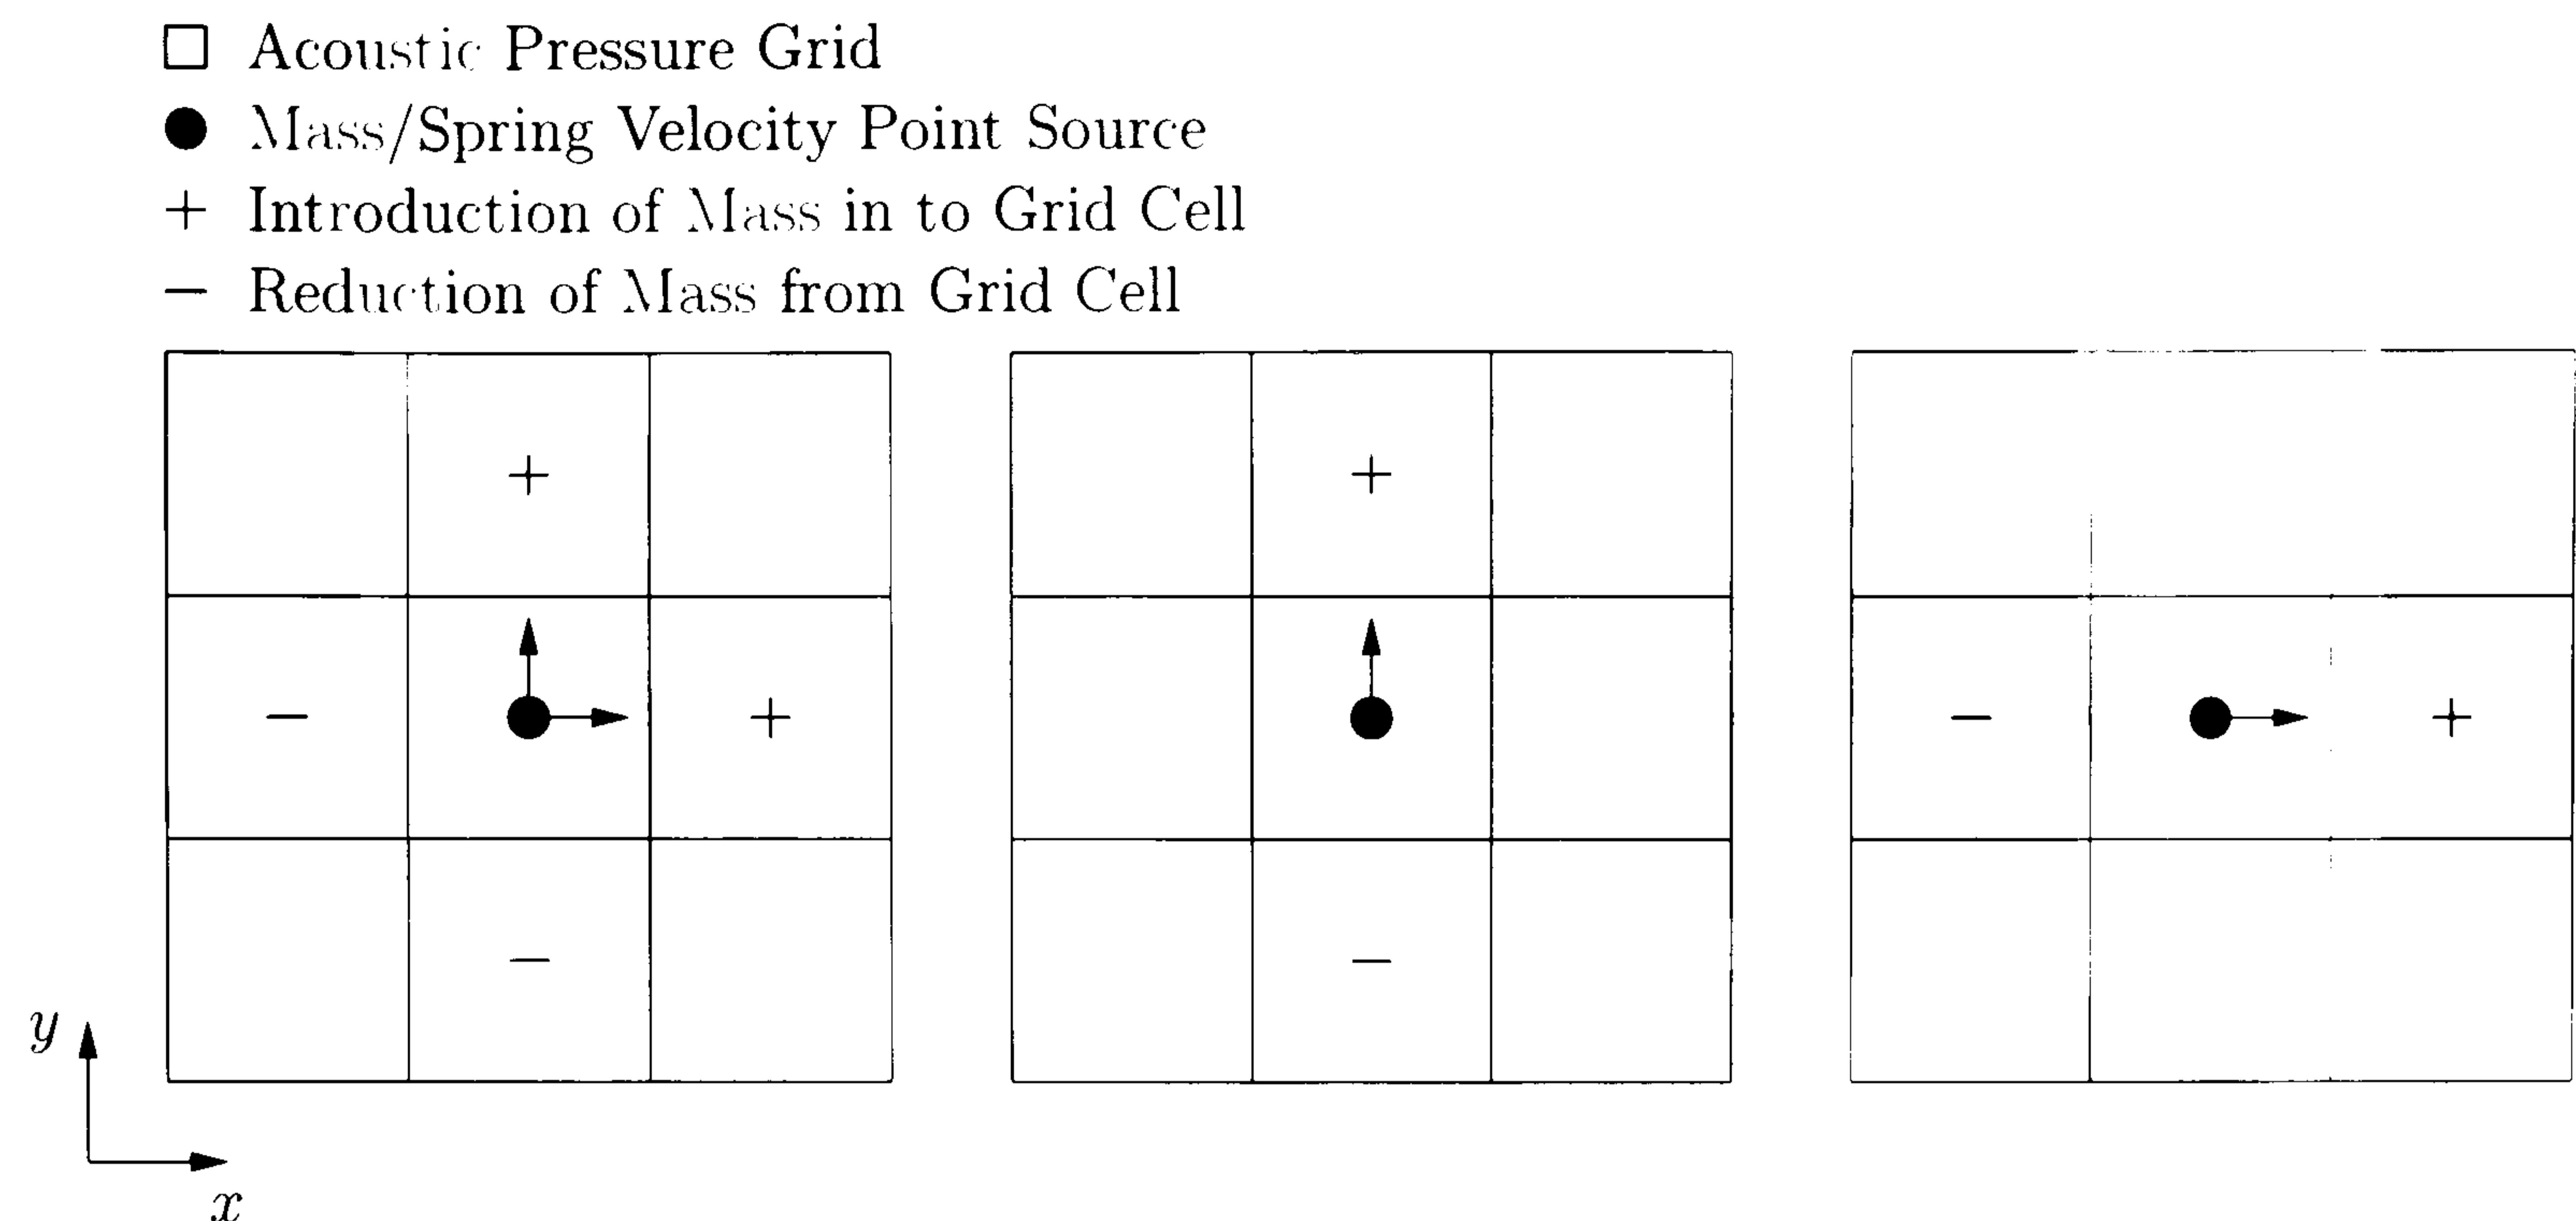 Acoustic Pressure Grid
Mass/Spring Velocity Point Source
+ Introduction of Mass in to Grid Cell
− Reduction of Mass from Grid Cell
+ +
− + − +
− −
y
x